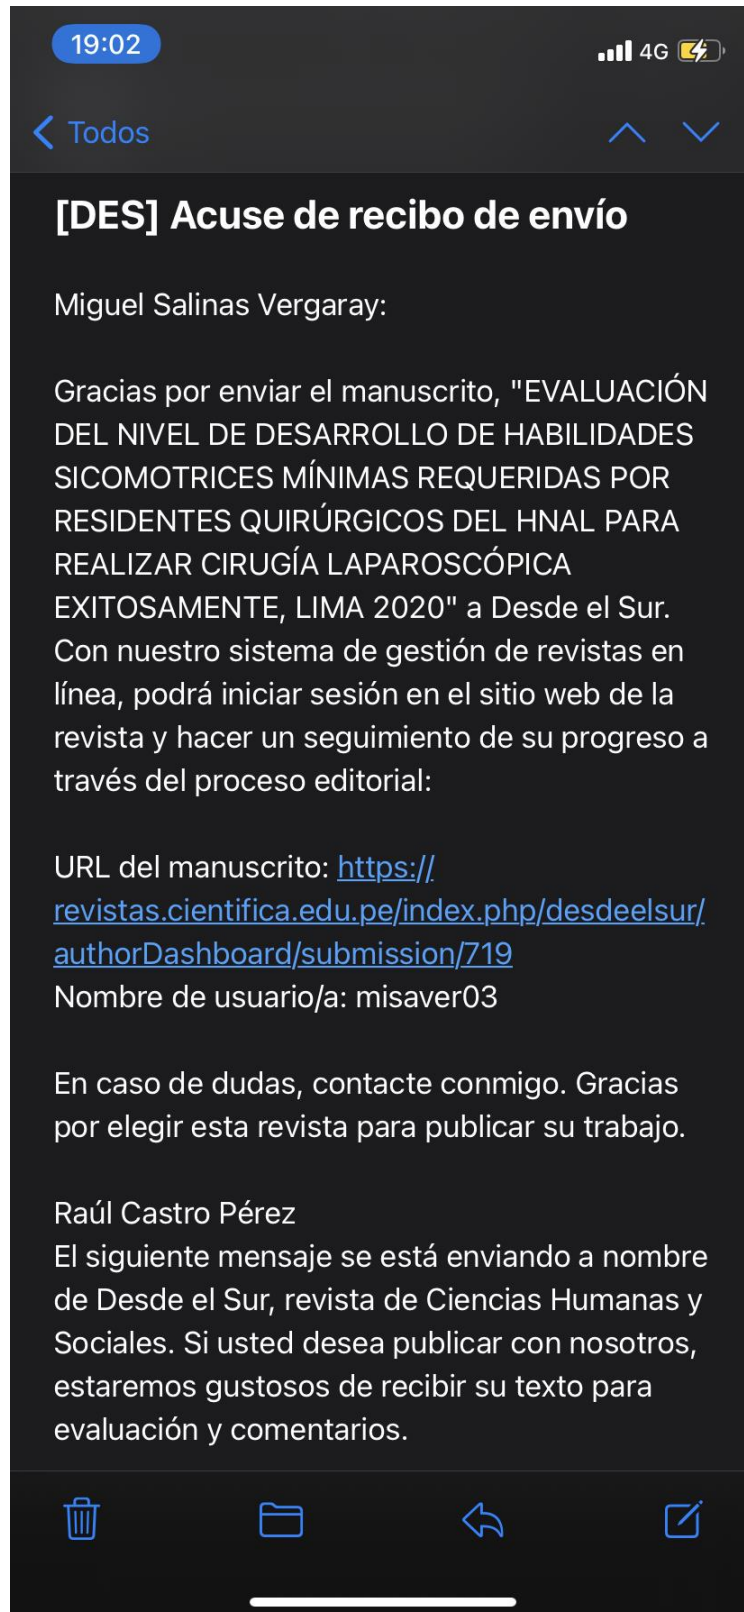 19:02
4G
Todos
[DES] Acuse de recibo de envío
Miguel Salinas Vergaray:
Gracias por enviar el manuscrito, "EVALUACIÓN
DEL NIVEL DE DESARROLLO DE HABILIDADES
SICOMOTRICES MÍNIMAS REQUERIDAS POR
RESIDENTES QUIRÚRGICOS DEL HNAL PARA
REALIZAR CIRUGÍA LAPAROSCÓPICA
EXITOSAMENTE, LIMA 2020" a Desde el Sur.
Con nuestro sistema de gestión de revistas en
línea, podrá iniciar sesión en el sitio web de la
revista y hacer un seguimiento de su progreso a
través del proceso editorial:
URL del manuscrito: https://
revistas.cientifica.edu.pe/index.php/desdeelsur/
authorDashboard/submission/719
Nombre de usuario/a: misaver03
En caso de dudas, contacte conmigo. Gracias
por elegir esta revista para publicar su trabajo.
Raúl Castro Pérez
El siguiente mensaje se está enviando a nombre
de Desde el Sur, revista de Ciencias Humanas y
Sociales. Si usted desea publicar con nosotros,
estaremos gustosos de recibir su texto para
evaluación y comentarios.